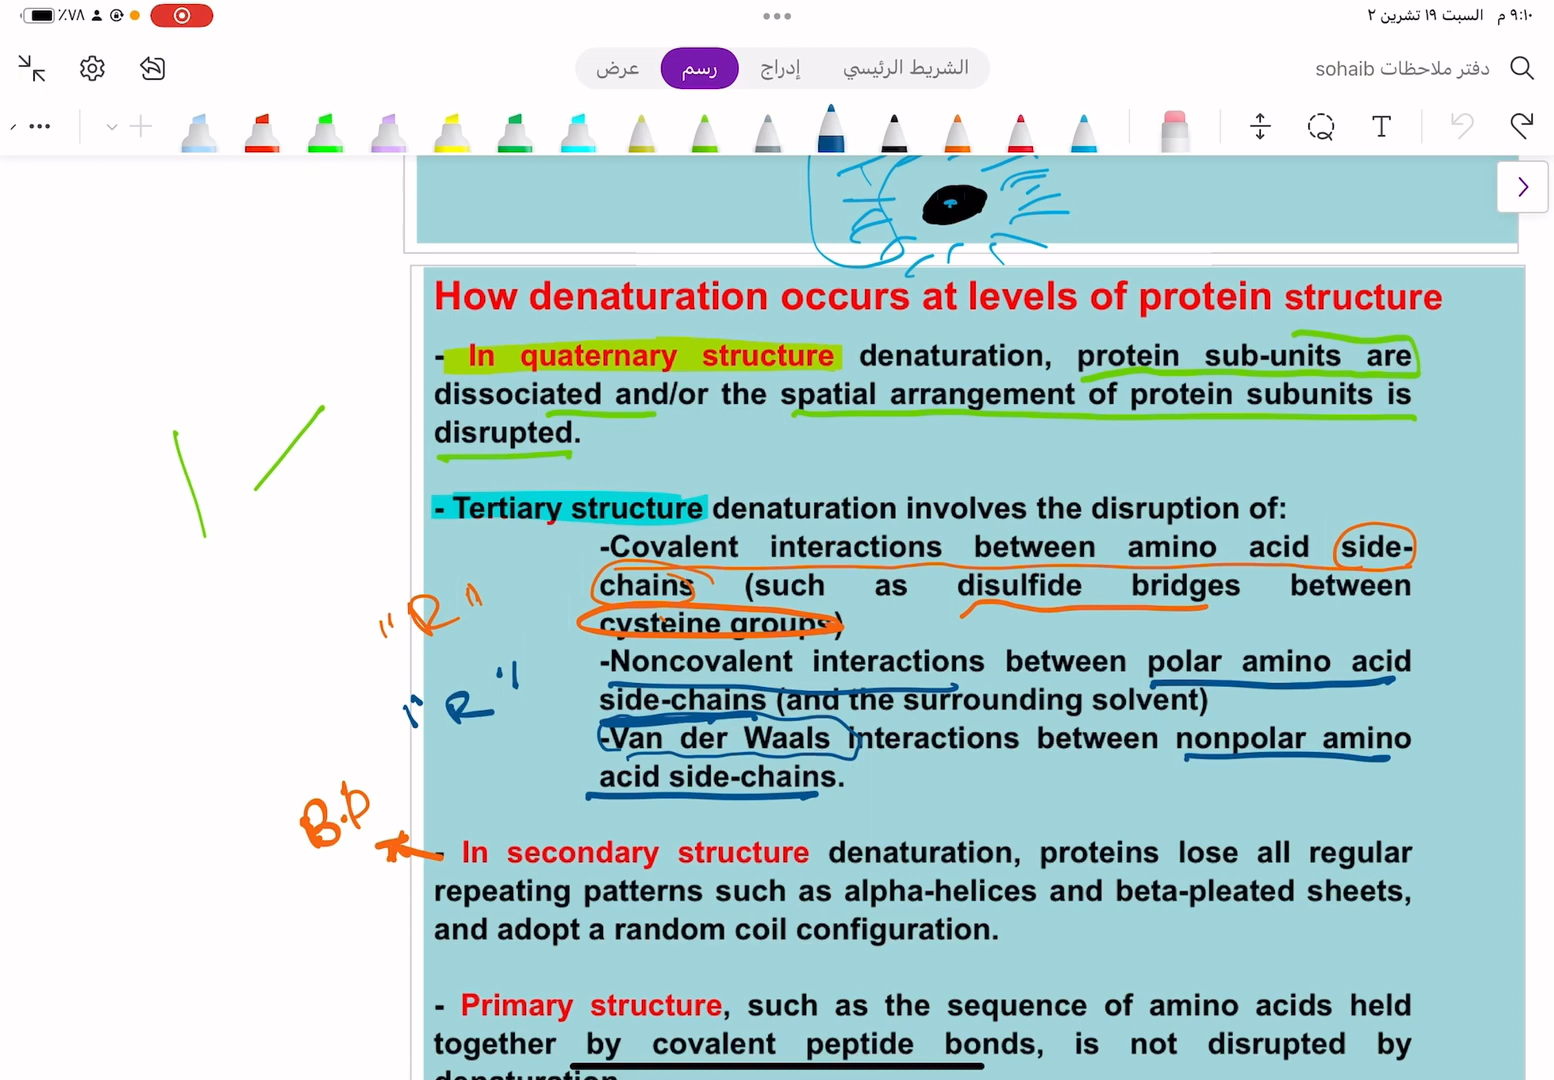 ٪٧٨
٩:١٠ م السبت ١٩ تشرين ٢
عرض رسم إدراج الشريط الرئيسي
دفتر ملاحظات sohaib
T
How denaturation occurs at levels of protein structure
- In quaternary structure denaturation, protein sub-units are
dissociated and/or the spatial arrangement of protein subunits is
disrupted.
- Tertiary structure denaturation involves the disruption of:
-Covalent interactions between amino acid side-
chains (such as disulfide bridges between
cysteine groups)
"R"
-Noncovalent interactions between polar amino acid
side-chains (and the surrounding solvent)
"R"
-Van der Waals interactions between nonpolar amino
acid side-chains.
B.P
- In secondary structure denaturation, proteins lose all regular
repeating patterns such as alpha-helices and beta-pleated sheets,
and adopt a random coil configuration.
- Primary structure, such as the sequence of amino acids held
together by covalent peptide bonds, is not disrupted by
denaturation